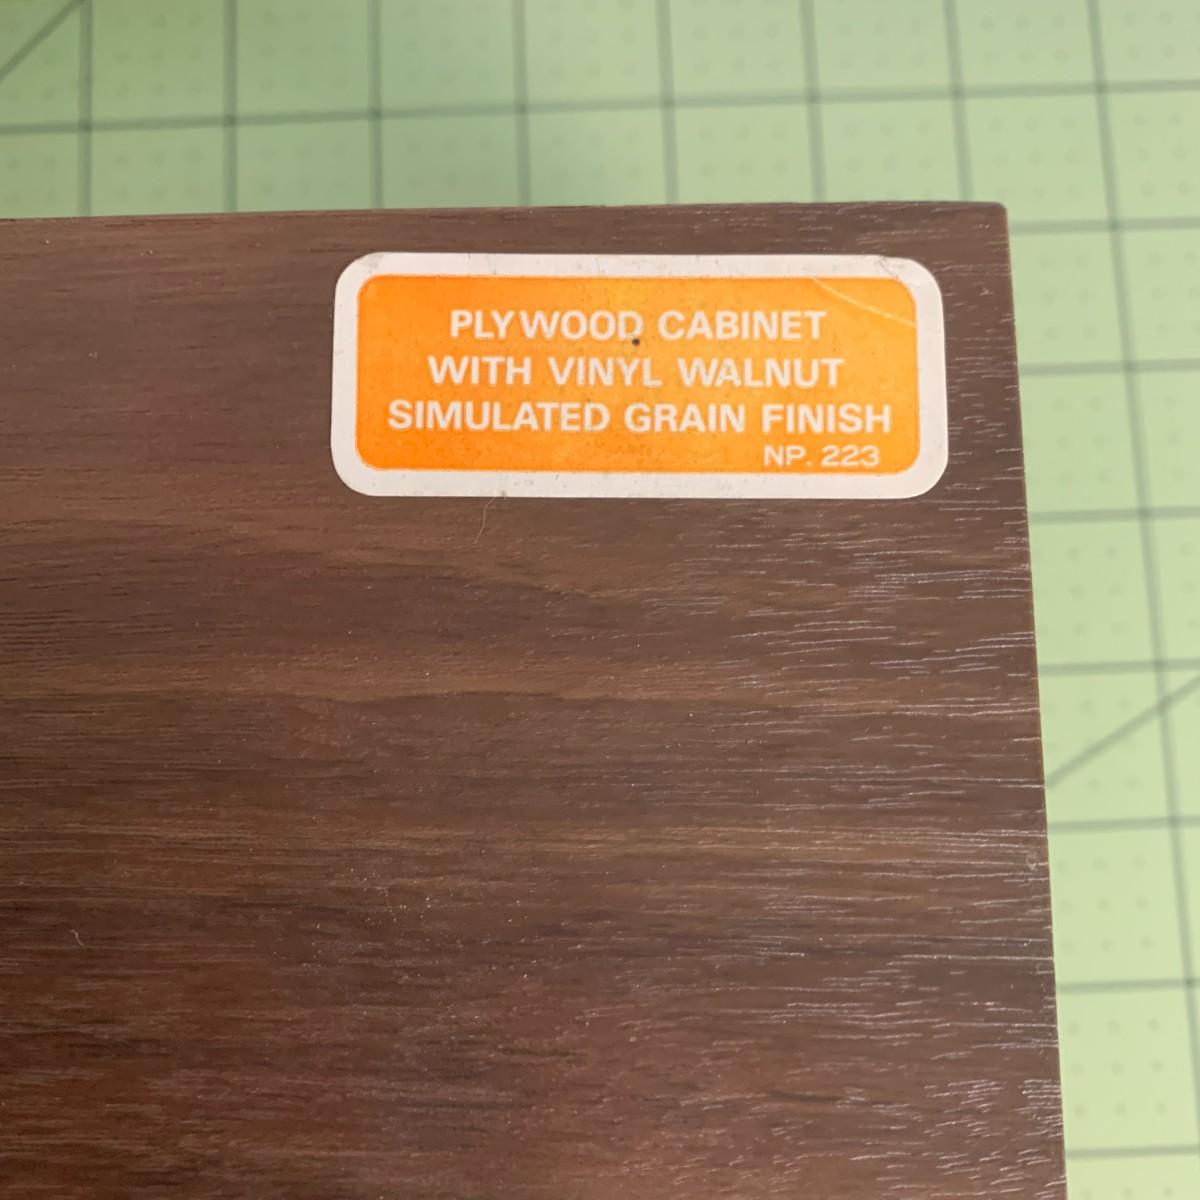 PLYWOOD CABINET
WITH VINYL WALNUT
SIMULATED GRAIN FINISH
NP. 223